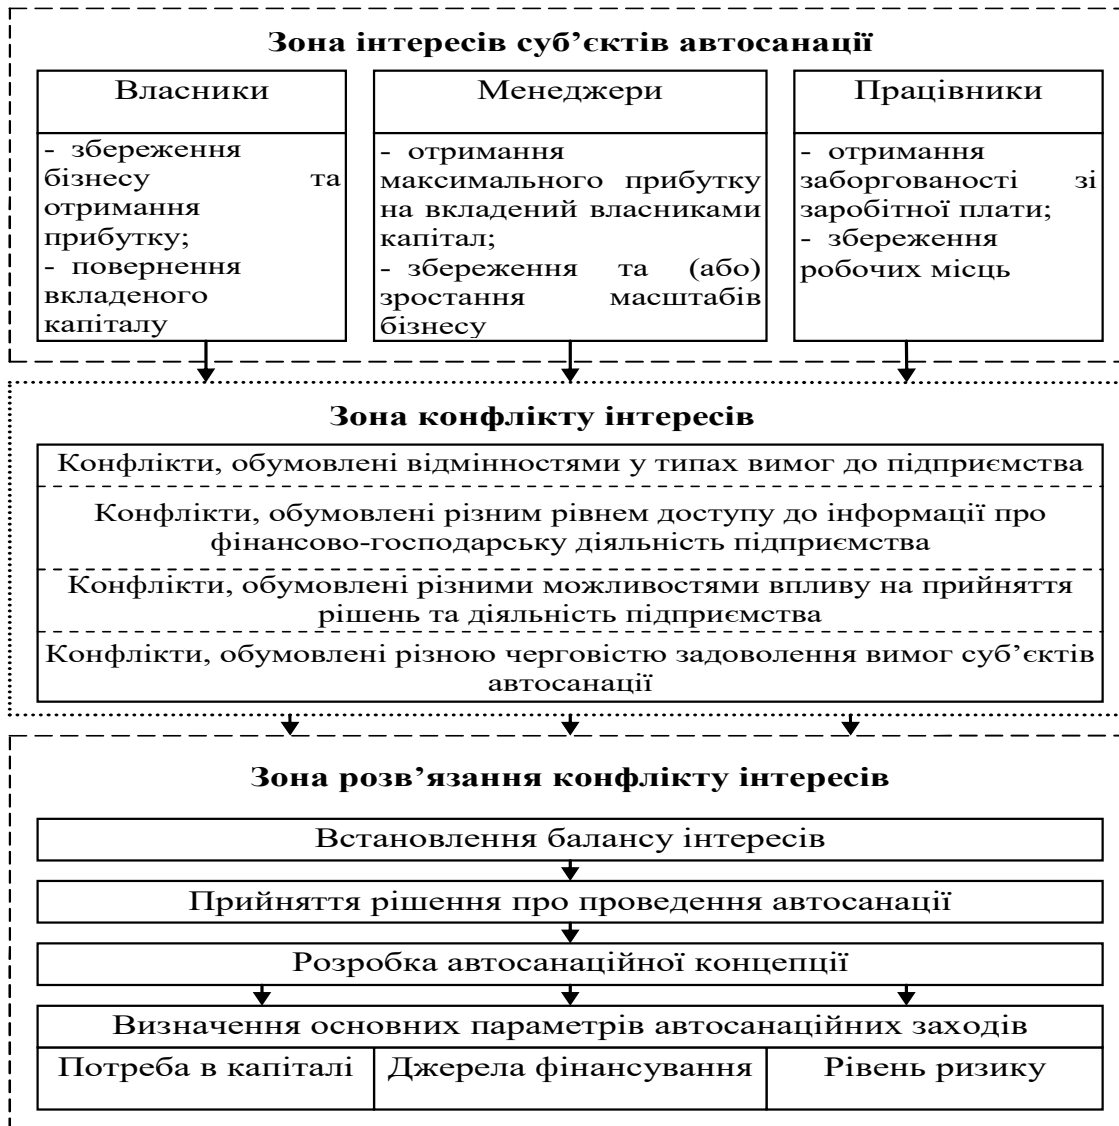 Зона інтересів суб’єктів автосанації
Власники
- збереження
бізнесу та
отримання
прибутку;
- повернення
вкладеного
капіталу
Менеджери
- отримання
максимального прибутку
на вкладений власниками
капітал;
- збереження та (або)
зростання масштабів
бізнесу
Працівники
- отримання
заборгованості зі
заробітної плати;
- збереження
робочих місць
Зона конфлікту інтересів
Конфлікти, обумовлені відмінностями у типах вимог до підприємства
Конфлікти, обумовлені різним рівнем доступу до інформації про
фінансово-господарську діяльність підприємства
Конфлікти, обумовлені різними можливостями впливу на прийняття
рішень та діяльність підприємства
Конфлікти, обумовлені різною черговістю задоволення вимог суб’єктів
автосанації
Зона розв’язання конфлікту інтересів
Встановлення балансу інтересів
Прийняття рішення про проведення автосанації
Розробка автосанаційної концепції
Визначення основних параметрів автосанаційних заходів
Потреба в капіталі
Джерела фінансування
Рівень ризику